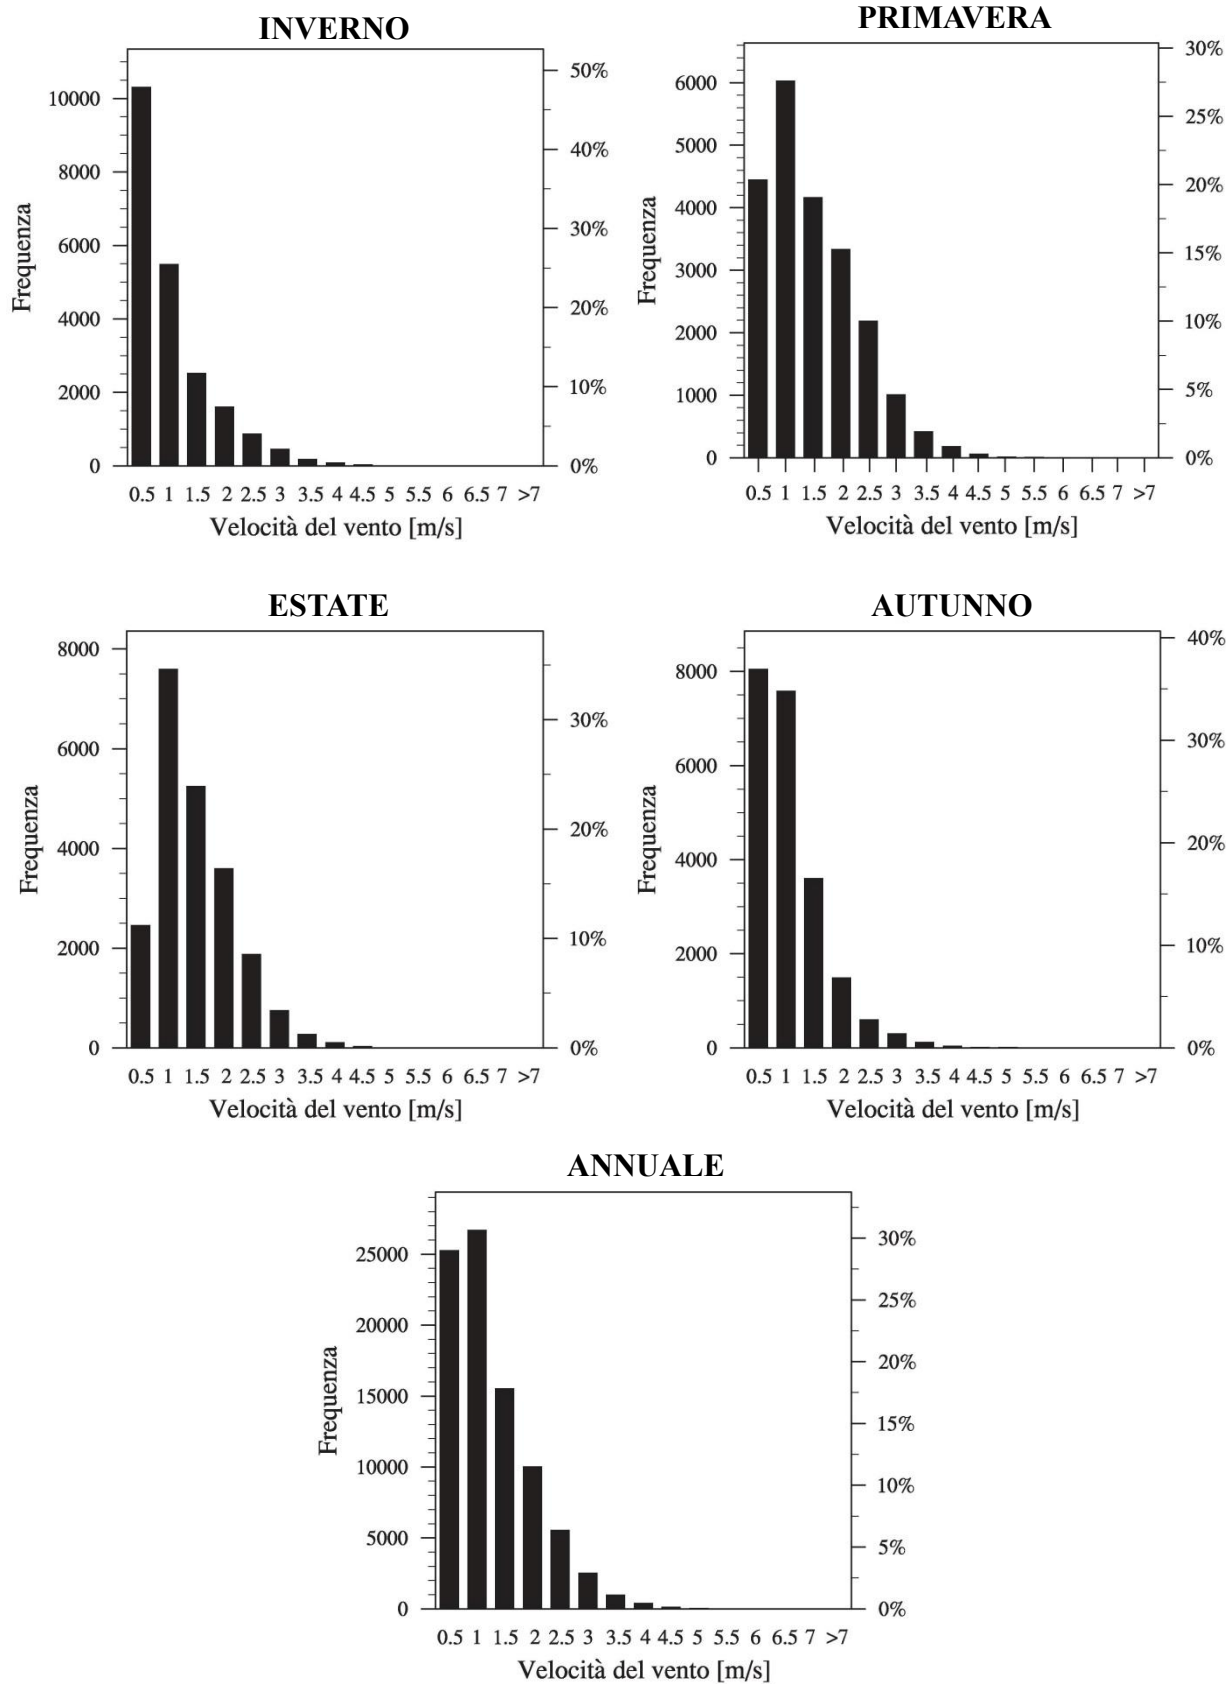 INVERNO
10000
8000
6000
4000
2000
0
Frequenza
50%
40%
30%
20%
10%
0%
0.5 1 1.5 2 2.5 3 3.5 4 4.5 5 5.5 6 6.5 7 >7
Velocità del vento [m/s]
PRIMAVERA
6000
5000
4000
3000
2000
1000
0
Frequenza
30%
25%
20%
15%
10%
5%
0%
0.5 1 1.5 2 2.5 3 3.5 4 4.5 5 5.5 6 6.5 7 >7
Velocità del vento [m/s]
ESTATE
8000
6000
4000
2000
0
Frequenza
30%
20%
10%
0%
0.5 1 1.5 2 2.5 3 3.5 4 4.5 5 5.5 6 6.5 7 >7
Velocità del vento [m/s]
AUTUNNO
8000
6000
4000
2000
0
Frequenza
40%
30%
20%
10%
0%
0.5 1 1.5 2 2.5 3 3.5 4 4.5 5 5.5 6 6.5 7 >7
Velocità del vento [m/s]
ANNUALE
25000
20000
15000
10000
5000
0
Frequenza
30%
25%
20%
15%
10%
5%
0%
0.5 1 1.5 2 2.5 3 3.5 4 4.5 5 5.5 6 6.5 7 >7
Velocità del vento [m/s]